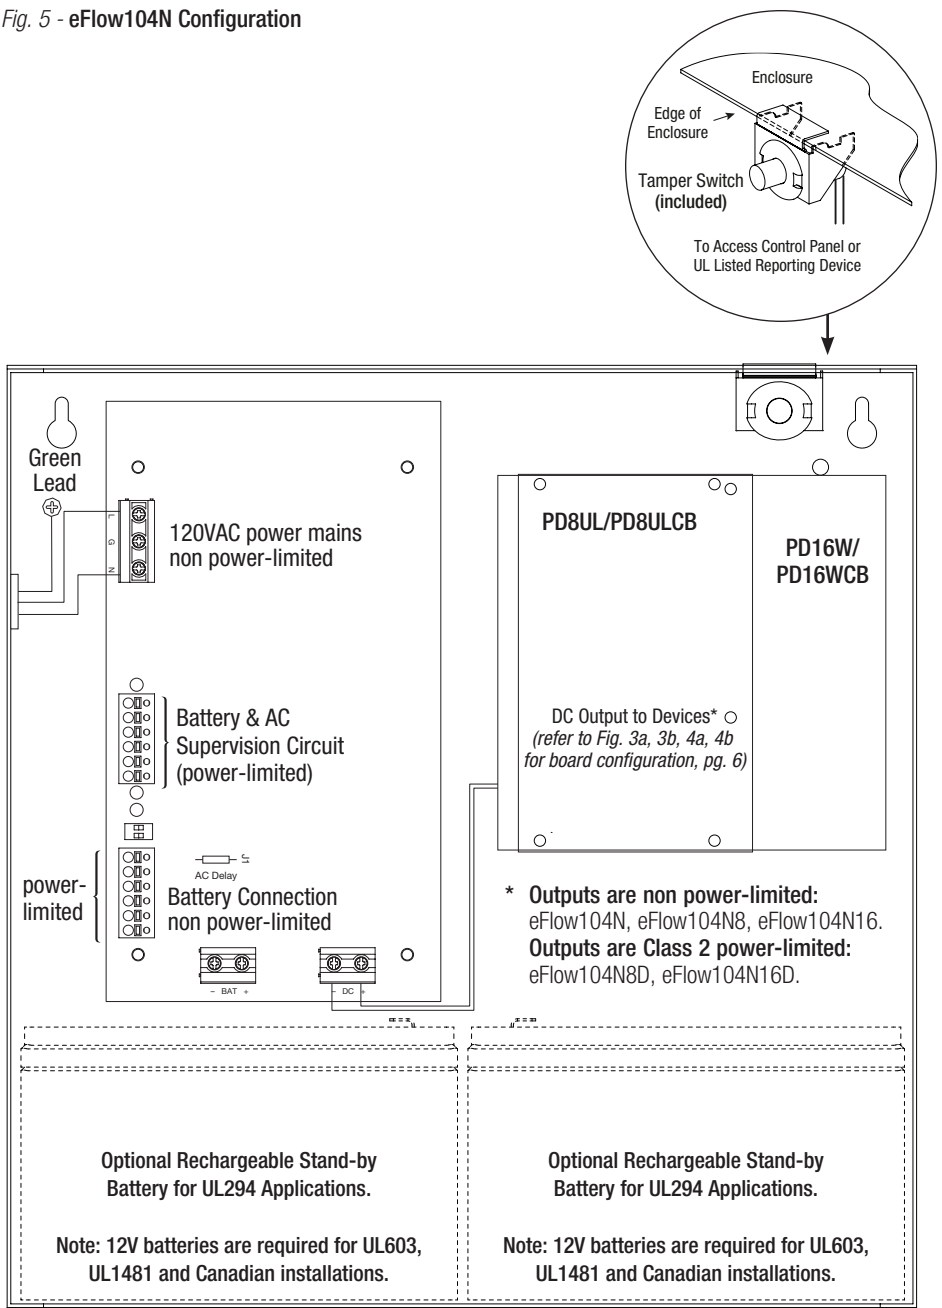 Fig. 5 - eFlow104N Configuration
Enclosure
Edge of
Enclosure
Tamper Switch
(included)
To Access Control Panel or
UL Listed Reporting Device
Green
Lead
L
G
N
120VAC power mains
non power-limited
PD8UL/PD8ULCB
PD16W/
PD16WCB
Battery & AC
Supervision Circuit
(power-limited)
DC Output to Devices*
(refer to Fig. 3a, 3b, 4a, 4b
for board configuration, pg. 6)
power-
limited
J1
AC Delay
Battery Connection
non power-limited
– BAT +
– DC +
* Outputs are non power-limited:
eFlow104N, eFlow104N8, eFlow104N16.
Outputs are Class 2 power-limited:
eFlow104N8D, eFlow104N16D.
Optional Rechargeable Stand-by
Battery for UL294 Applications.
Note: 12V batteries are required for UL603,
UL1481 and Canadian installations.
Optional Rechargeable Stand-by
Battery for UL294 Applications.
Note: 12V batteries are required for UL603,
UL1481 and Canadian installations.